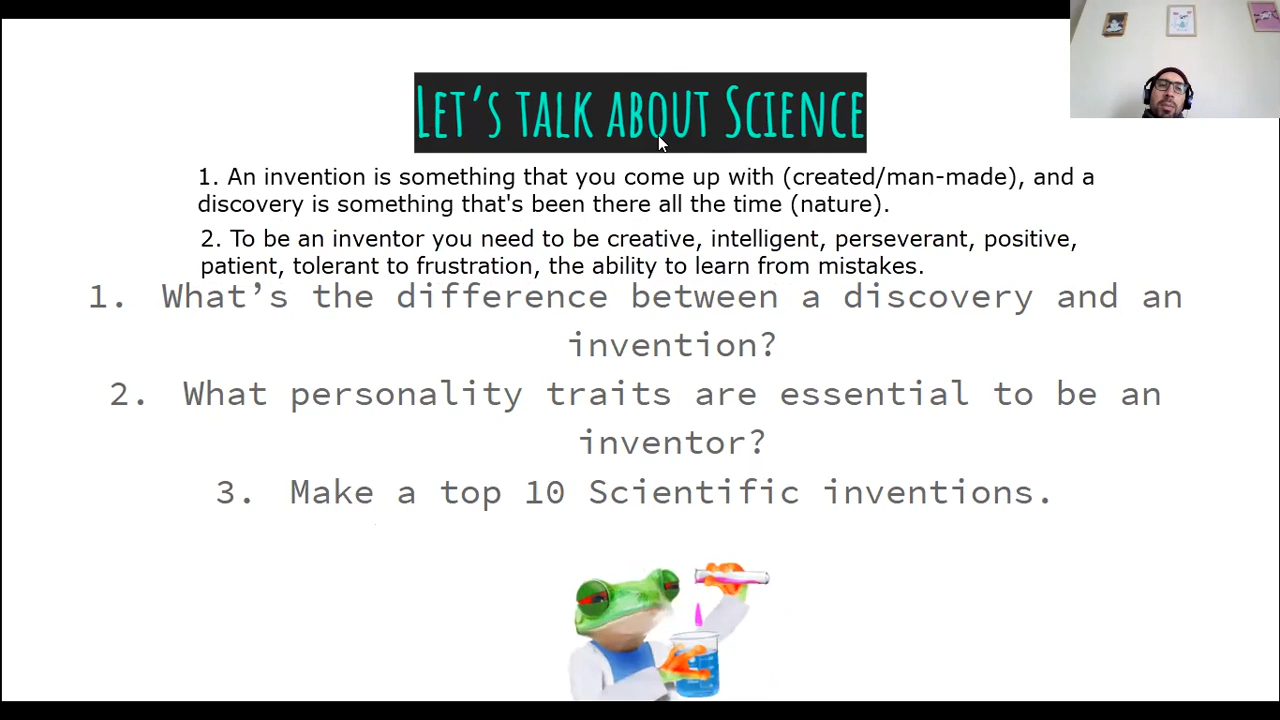 Let’s talk about Science
1. An invention is something that you come up with (created/man-made), and a
discovery is something that's been there all the time (nature).
2. To be an inventor you need to be creative, intelligent, perseverant, positive,
patient, tolerant to frustration, the ability to learn from mistakes.
1. What’s the difference between a discovery and an
invention?
2. What personality traits are essential to be an
inventor?
3. Make a top 10 Scientific inventions.